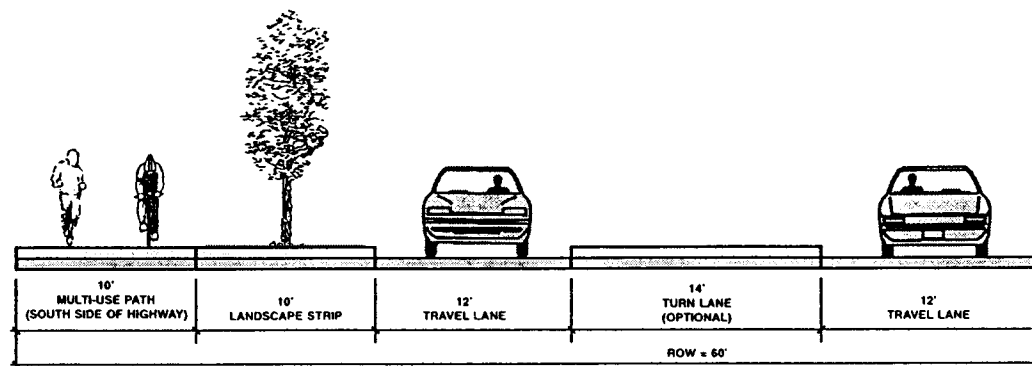 10'
MULTI-USE PATH
(SOUTH SIDE OF HIGHWAY)
10'
LANDSCAPE STRIP
12'
TRAVEL LANE
14'
TURN LANE
(OPTIONAL)
12'
TRAVEL LANE
ROW = 60'